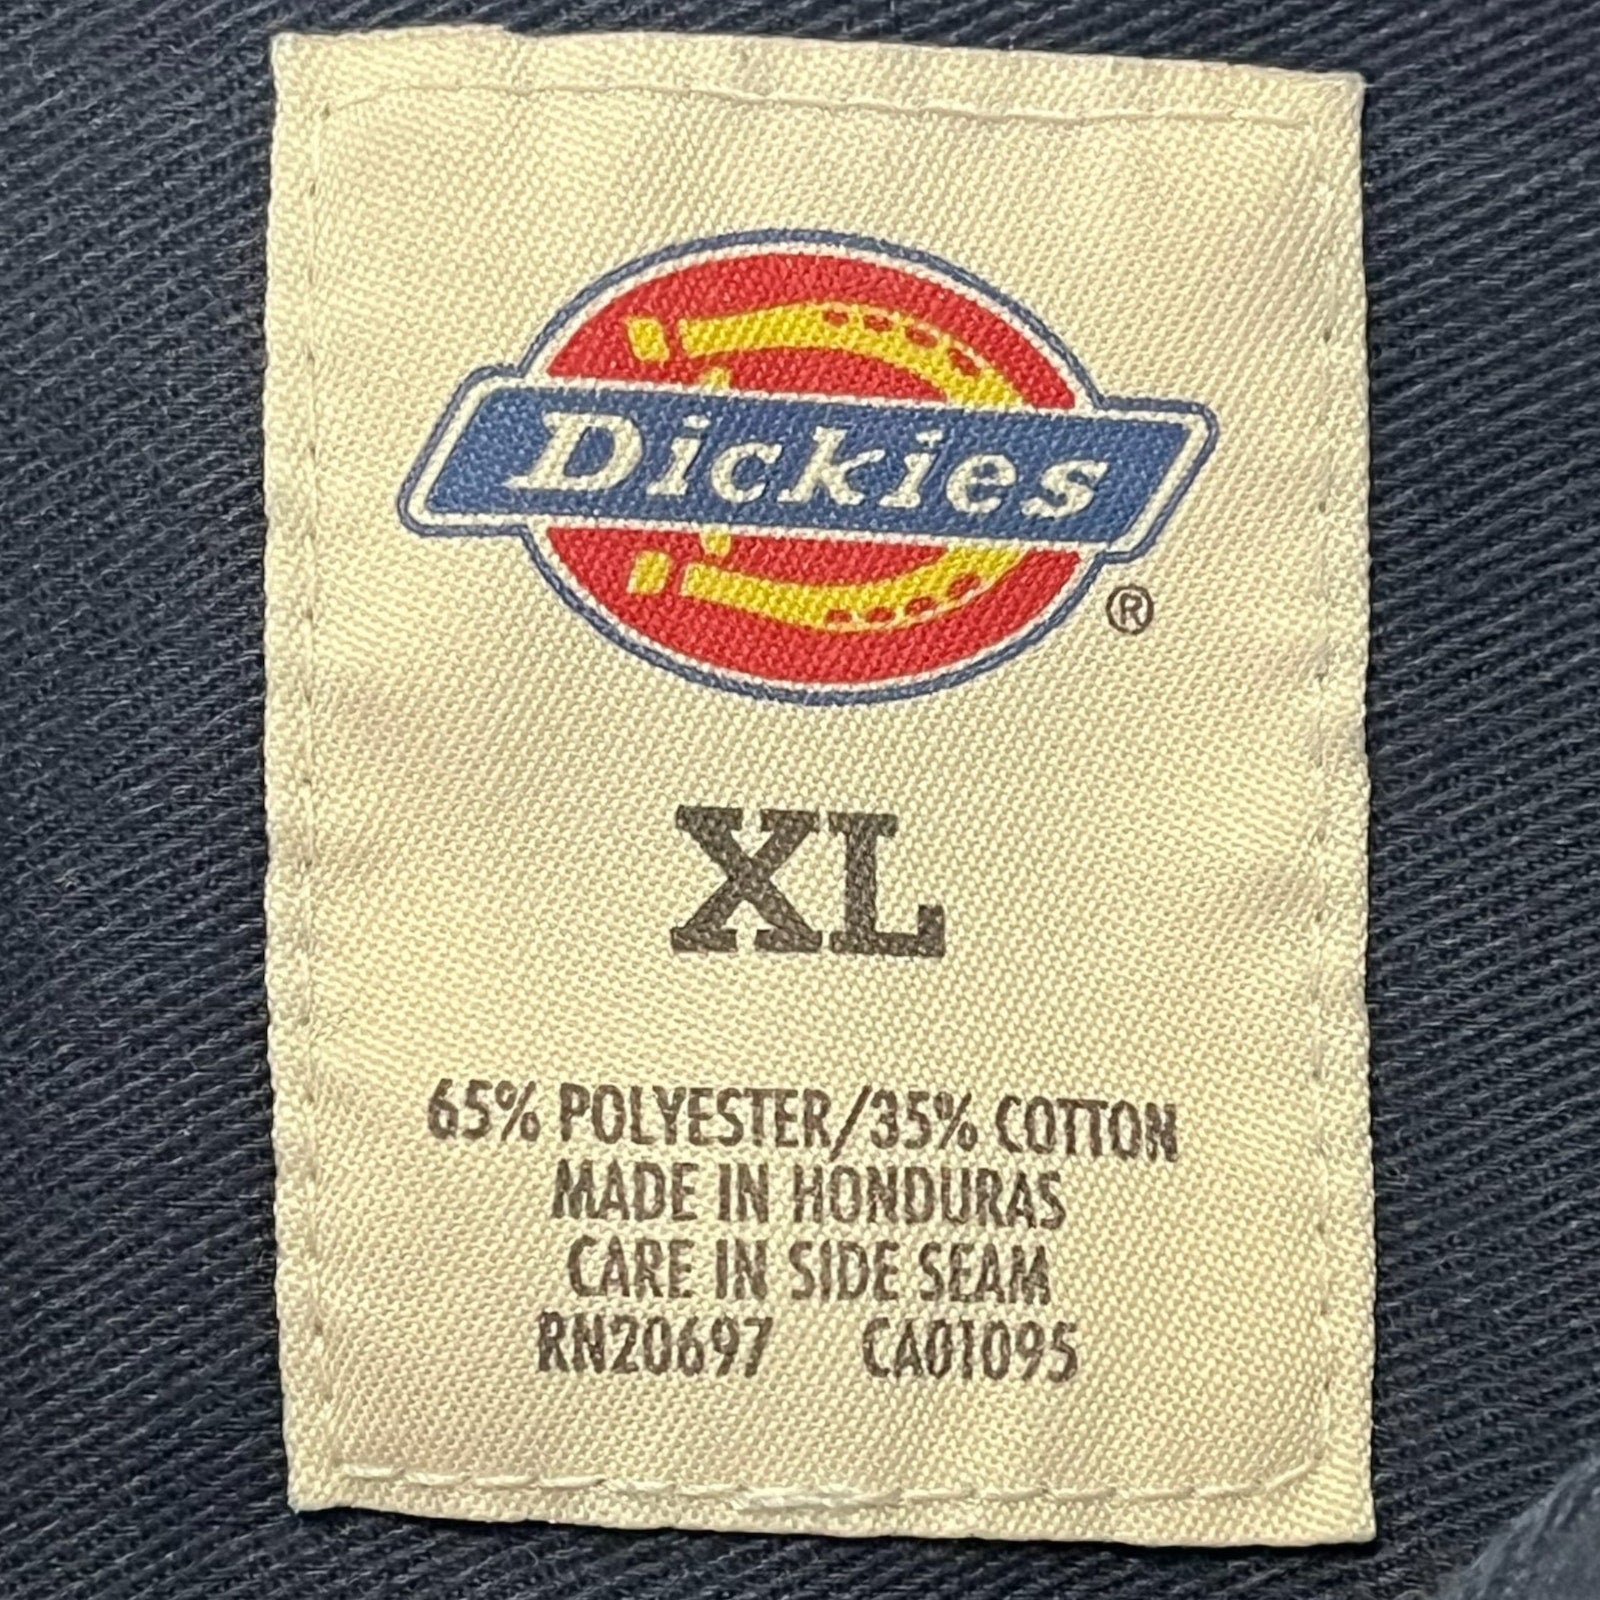 Dickies
®
XL
65% POLYESTER/35% COTTON
MADE IN HONDURAS
CARE IN SIDE SEAM
RN20697 CA01095